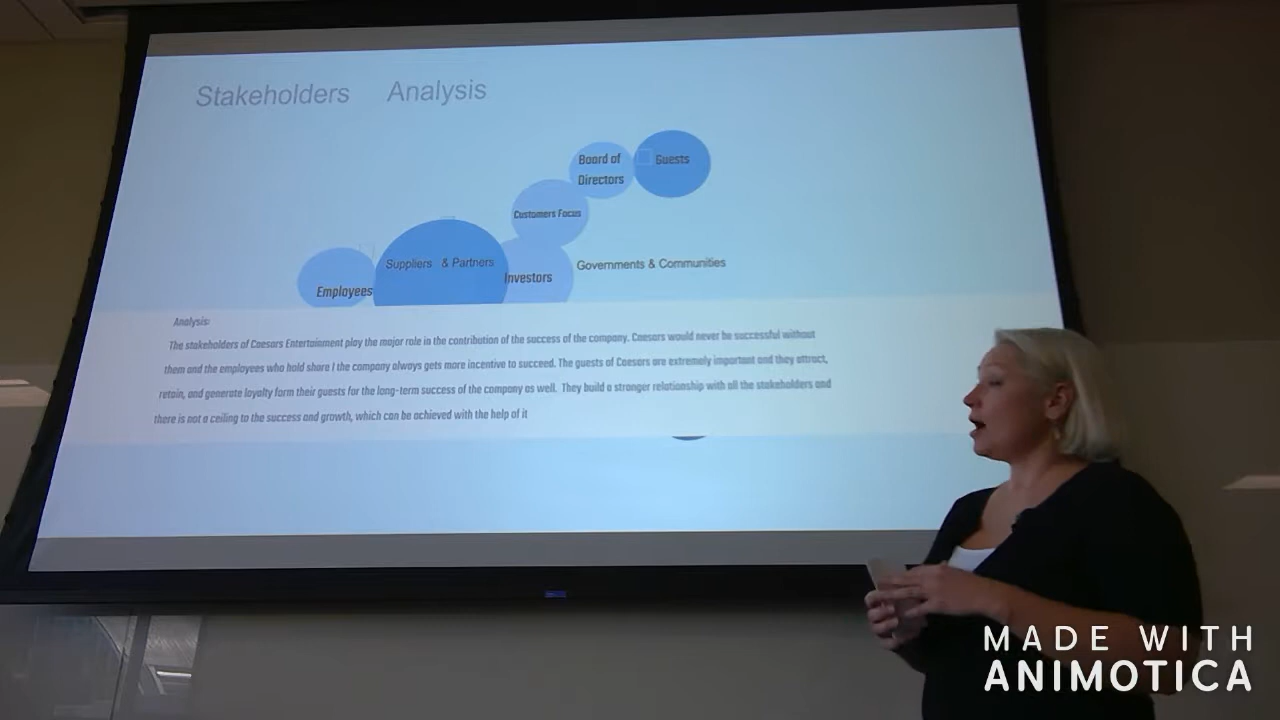 Stakeholders Analysis
Board of
Directors
Guests
Customers Focus
Suppliers & Partners
Investors
Governments & Communities
Employees
Analysis:
The stakeholders of Caesars Entertainment play the major role in the contribution of the success of the company. Caesars would never be successful without
them and the employees who hold share I the company always gets more incentive to succeed. The guests of Caesars are extremely important and they attract,
retain, and generate loyalty form their guests for the long-term success of the company as well. They build a stronger relationship with all the stakeholders and
there is not a ceiling to the success and growth, which can be achieved with the help of it
MADE WITH
ANIMOTICA